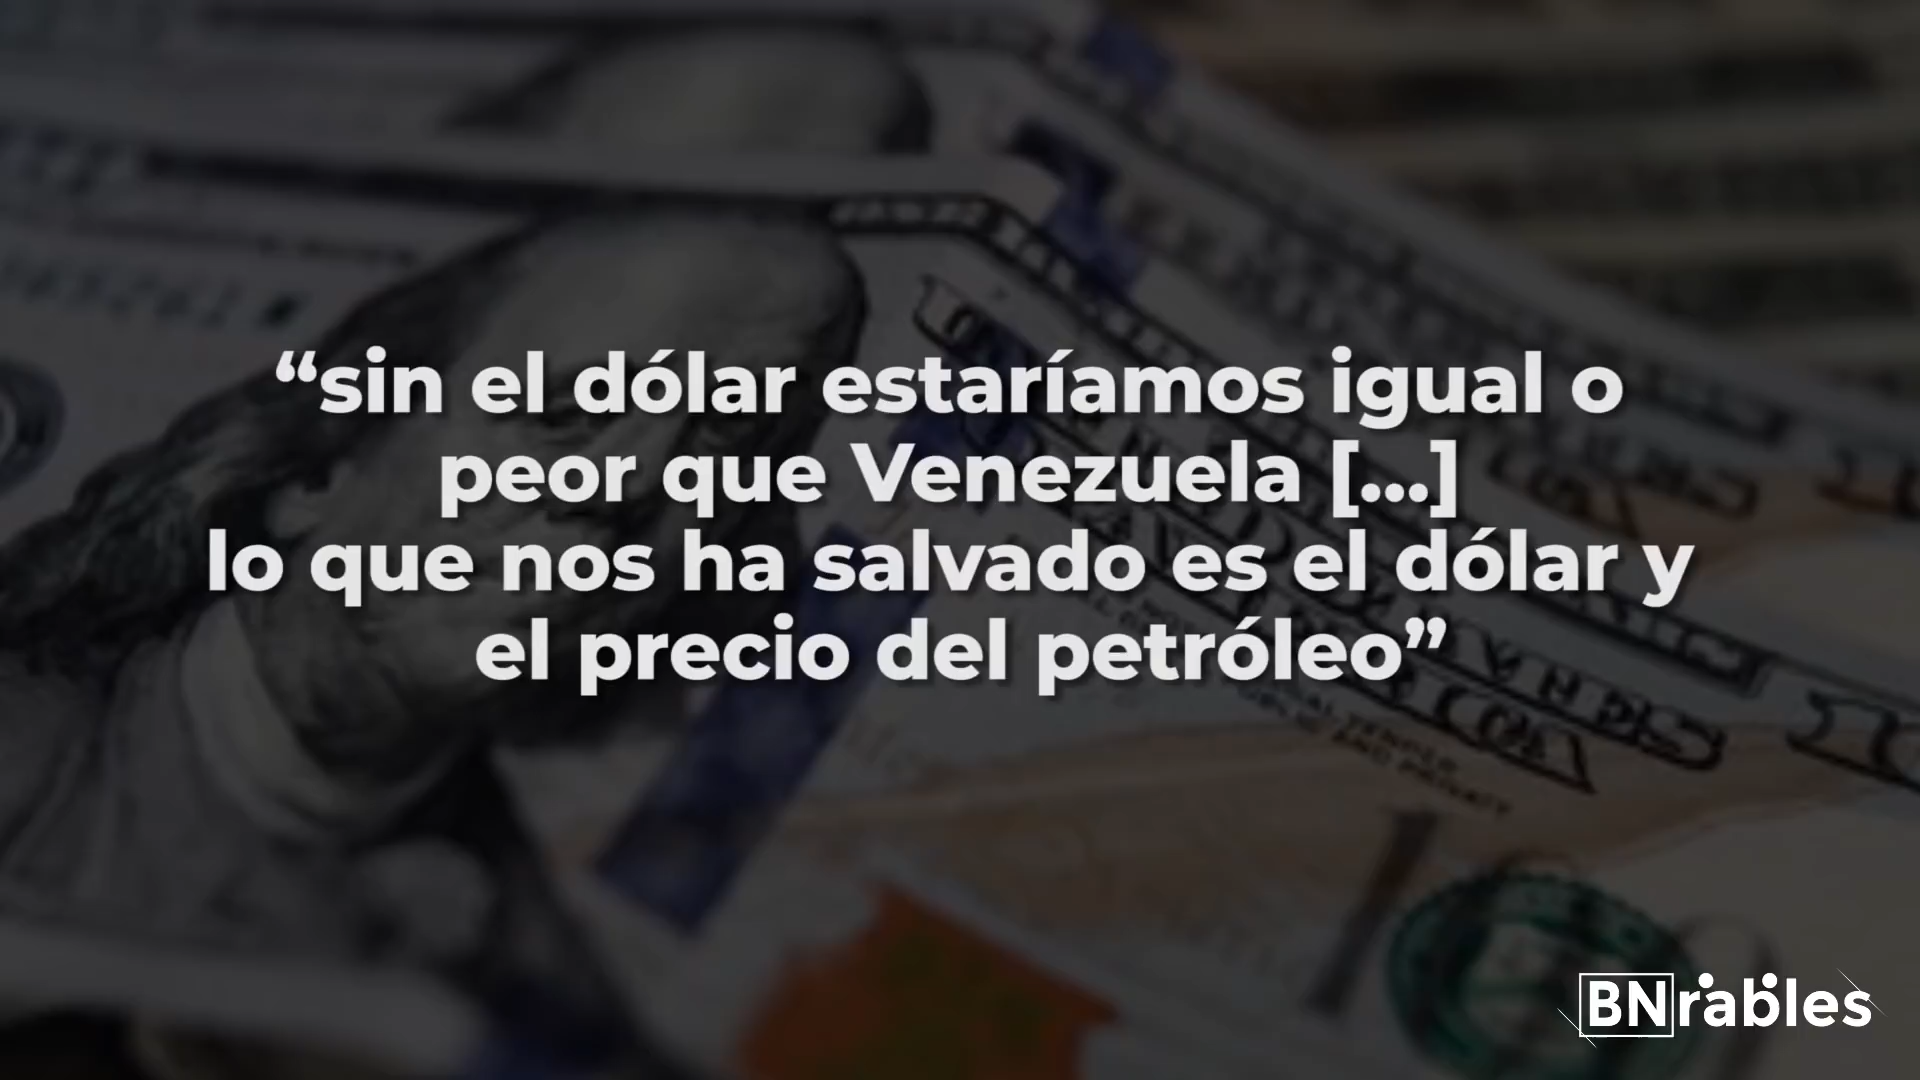 “sin el dólar estaríamos igual o
peor que Venezuela [...]
lo que nos ha salvado es el dólar y
el precio del petróleo”
BNrables